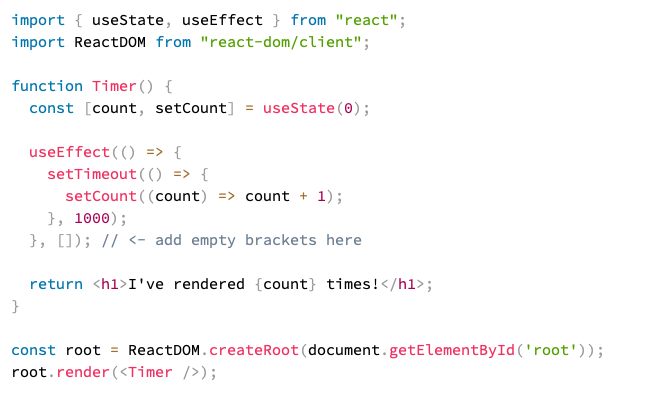 import { useState, useEffect } from "react";
import ReactDOM from "react-dom/client";

function Timer() {
  const [count, setCount] = useState(0);

  useEffect(() => {
    setTimeout(() => {
      setCount((count) => count + 1);
    }, 1000);
  }, []); // <- add empty brackets here

  return <h1>I've rendered {count} times!</h1>;
}

const root = ReactDOM.createRoot(document.getElementById('root'));
root.render(<Timer />);